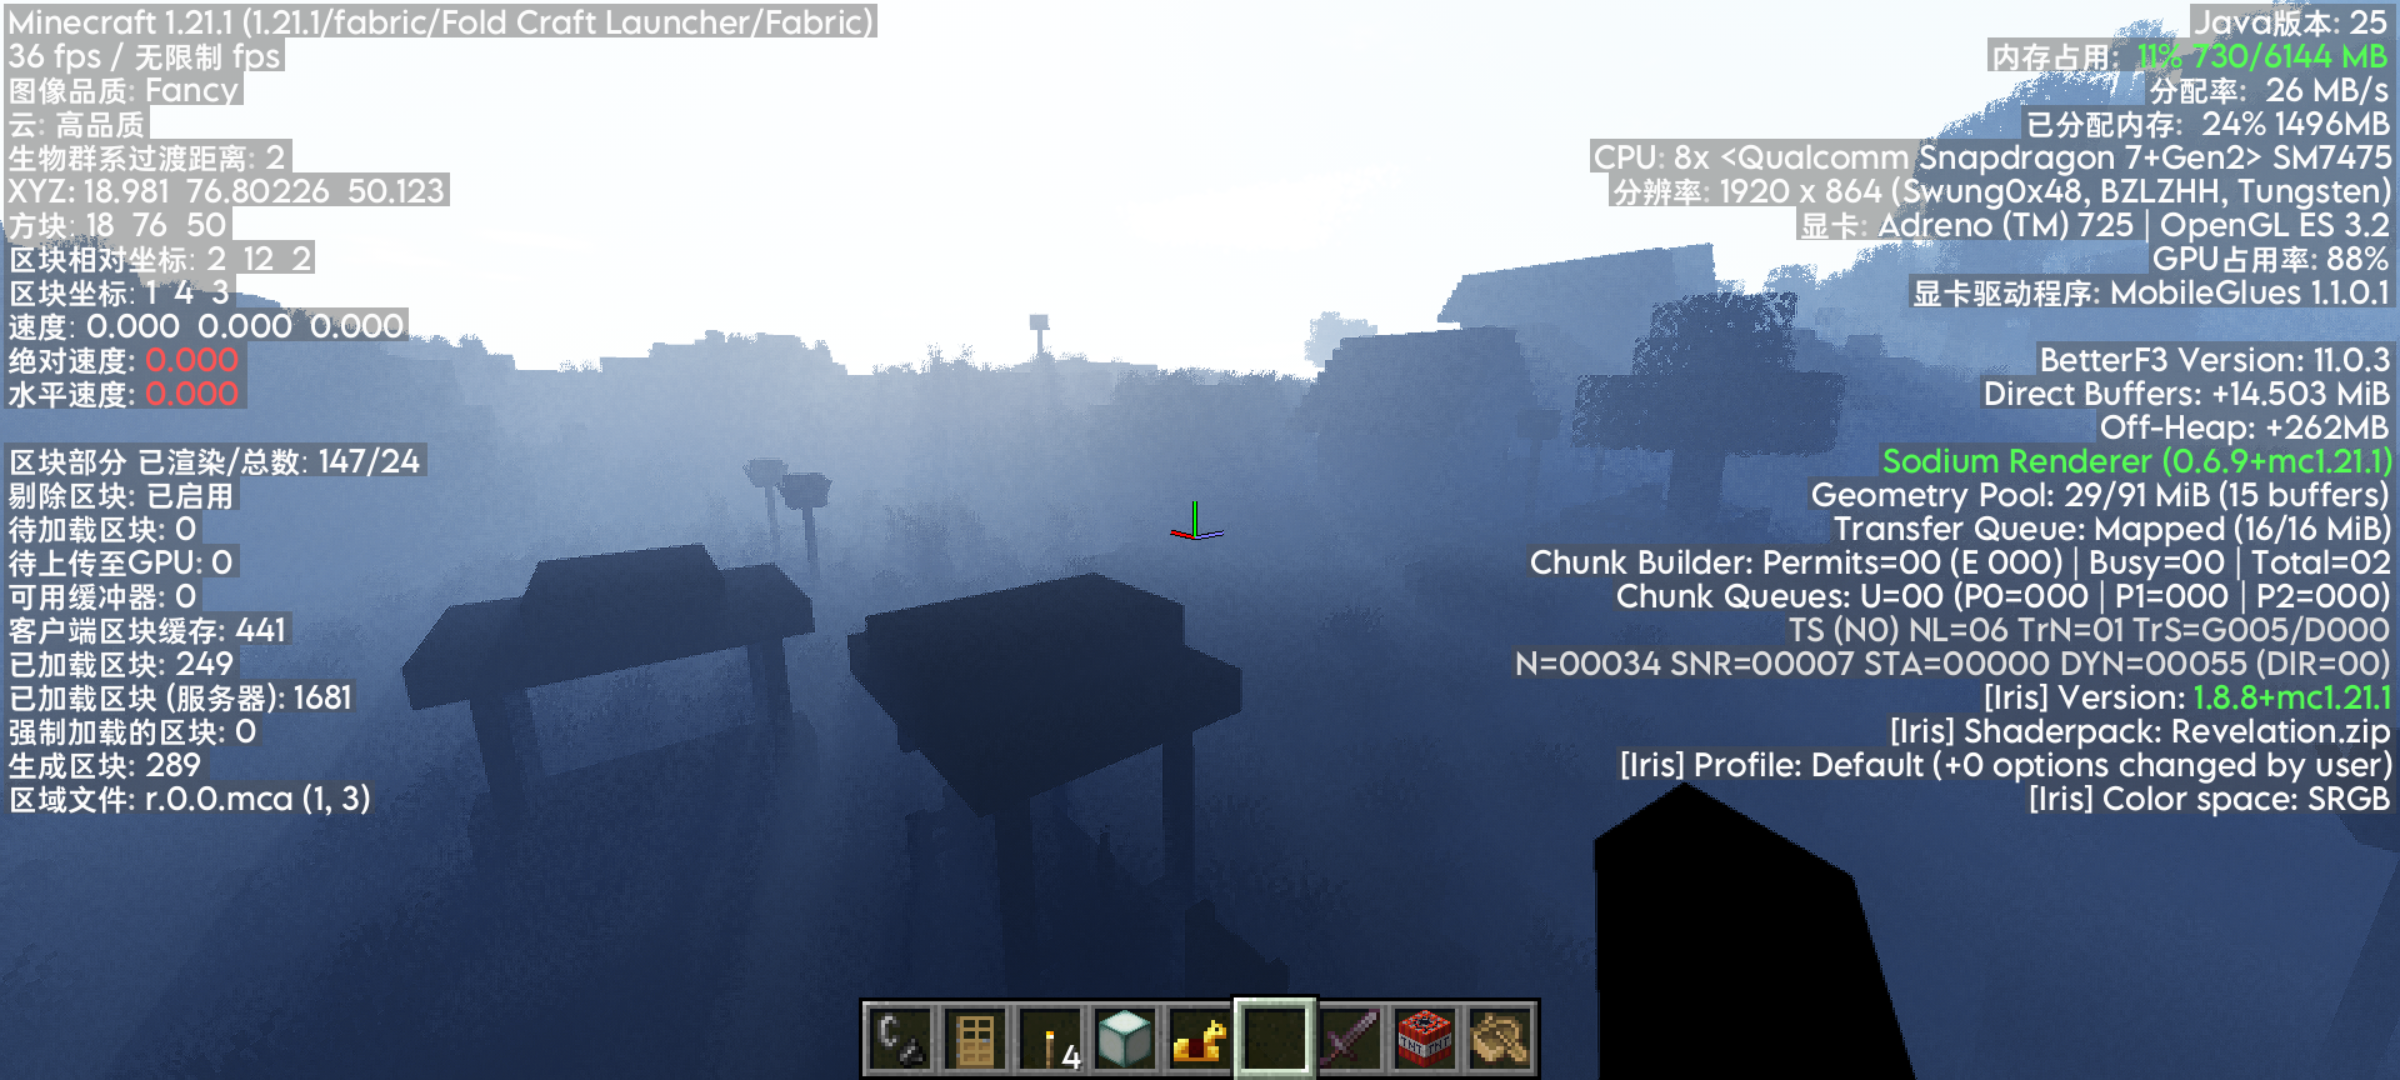 Minecraft 1.21.1 (1.21.1/fabric/Fold Craft Launcher/Fabric)
36 fps / 无限制 fps
图像品质: Fancy
云: 高品质
生物群系过渡距离: 2
XYZ: 18.981 76.80226 50.123
方块: 18 76 50
区块相对坐标: 2 12 2
区块坐标: 1 4 3
速度: 0.000 0.000 0.000
绝对速度: 0.000
水平速度: 0.000
区块部分 已渲染/总数: 147/24
剔除区块: 已启用
待加载区块: 0
待上传至GPU: 0
可用缓冲器: 0
客户端区块缓存: 441
已加载区块: 249
已加载区块 (服务器): 1681
强制加载的区块: 0
生成区块: 289
区域文件: r.0.0.mca (1, 3)
Java版本: 25
内存占用: 11% 730/6144 MB
分配率: 26 MB/s
已分配内存: 24% 1496MB
CPU: 8x <Qualcomm Snapdragon 7+Gen2> SM7475
分辨率: 1920 x 864 (Swung0x48, BZLZHH, Tungsten)
显卡: Adreno (TM) 725 | OpenGL ES 3.2
GPU占用率: 88%
显卡驱动程序: MobileGlues 1.1.0.1
BetterF3 Version: 11.0.3
Direct Buffers: +14.503 MiB
Off-Heap: +262MB
Sodium Renderer (0.6.9+mc1.21.1)
Geometry Pool: 29/91 MiB (15 buffers)
Transfer Queue: Mapped (16/16 MiB)
Chunk Builder: Permits=00 (E 000) | Busy=00 | Total=02
Chunk Queues: U=00 (P0=000 | P1=000 | P2=000)
TS (N0) NL=06 TrN=01 TrS=G005/D000
N=00034 SNR=00007 STA=00000 DYN=00055 (DIR=00)
[Iris] Version: 1.8.8+mc1.21.1
[Iris] Shaderpack: Revelation.zip
[Iris] Profile: Default (+0 options changed by user)
[Iris] Color space: SRGB
4
TNT TNT